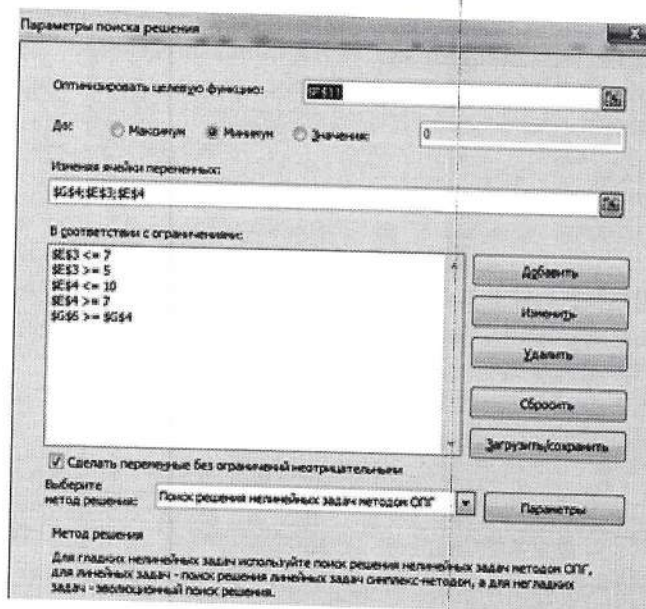 Параметры поиска решения
Оптимизировать целевую функцию:
До: Максимум Минимум Значения: 0
Изменяя ячейки переменных:
$G$4;$E$3;$E$4
В соответствии с ограничениями:
$E$3 <= 7
$E$3 >= 5
$E$4 <= 10
$E$4 >= 7
>= $G$4
Добавить
Изменить
Удалить
Сбросить
Загрузить/сохранить
Сделать переменные без ограничений неотрицательными
Выберите
метод решения: Поиск решения нелинейных задач методом ОПГ Параметры
Метод решения
Для гладких нелинейных задач используйте поиск решения нелинейных задач методом ОПГ,
для линейных задач - поиск решения линейных задач симплекс-методом, а для негладких
задач - эволюционный поиск решения.